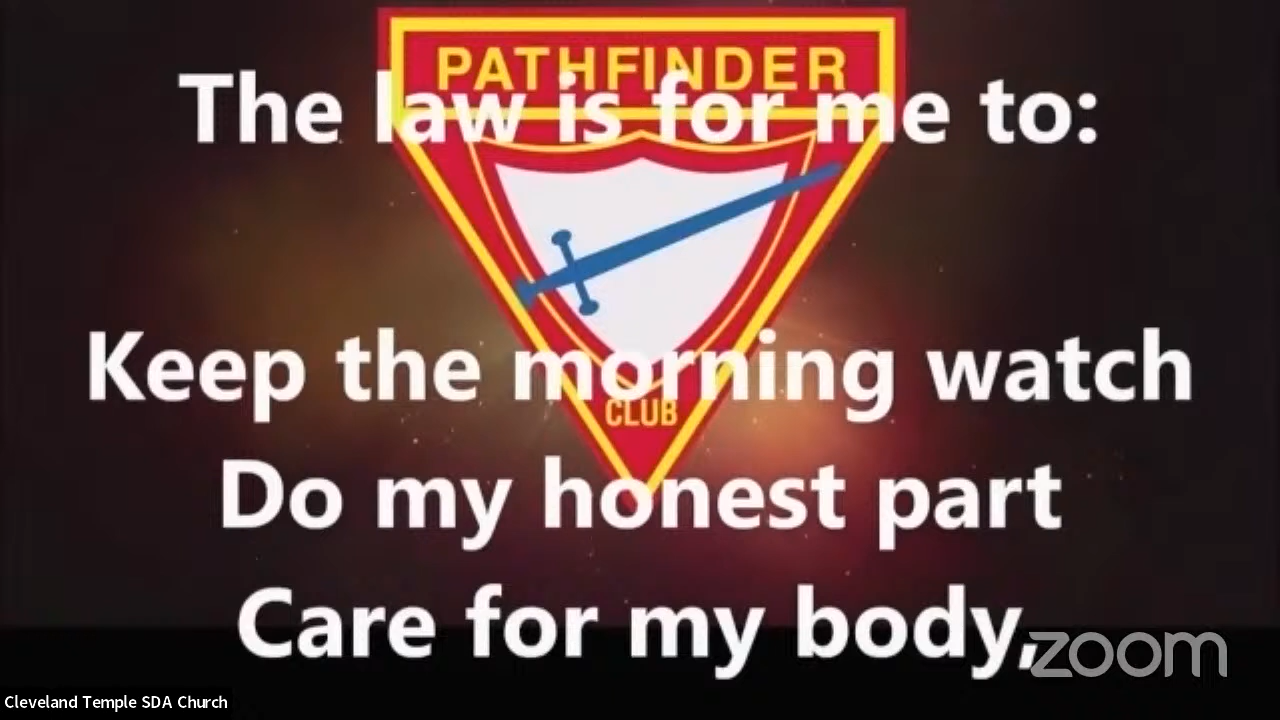 PATHFINDER
The law is for me to:
Keep the morning watch
CLUB
Do my honest part
Care for my body,
zoom
Cleveland Temple SDA Church